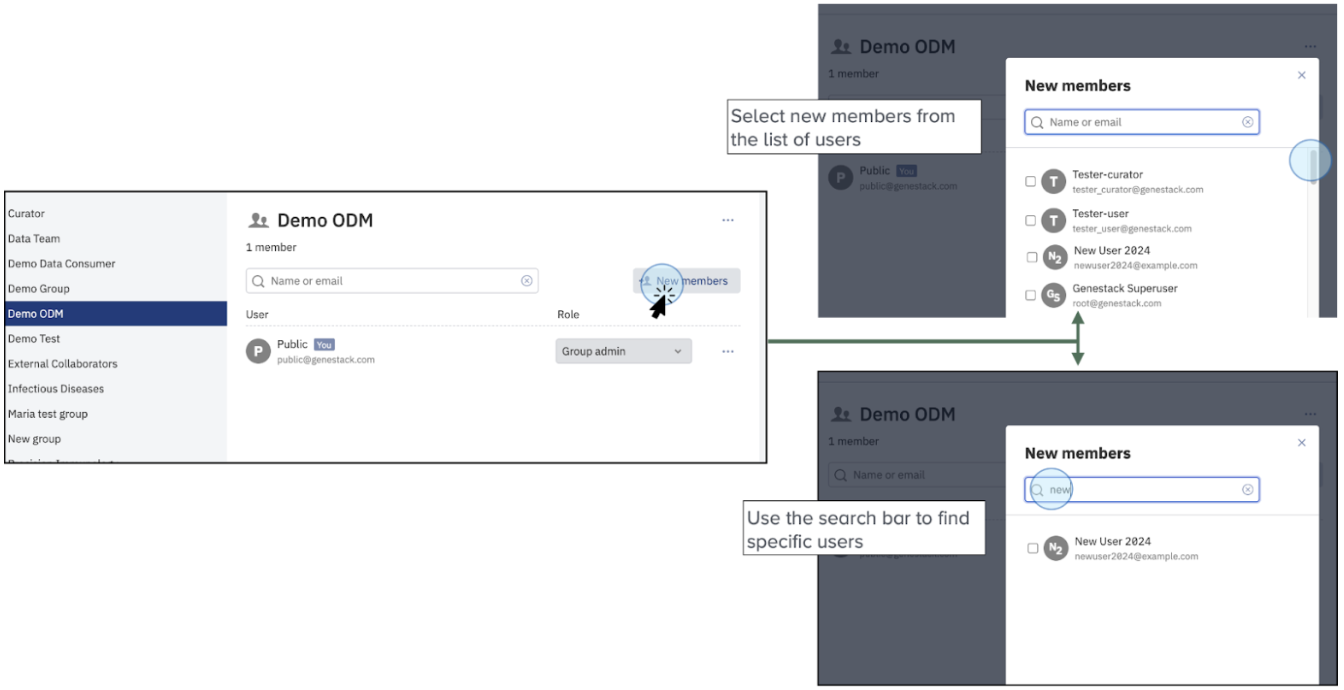 Curator
Data Team
Demo Data Consumer
Demo Group
Demo ODM
Demo Test
External Collaborators
Infectious Diseases
Maria test group
New group
Demo ODM
...
1 member
Name or email
New members
User
Role
P
Public You
public@genestack.com
Group admin
...
Demo ODM
...
1 member
Select new members from
the list of users
P
Public You
public@genestack.com
New members
Name or email
T
Tester-curator
tester_curator@genestack.com
T
Tester-user
tester_user@genestack.com
N2
New User 2024
newuser2024@example.com
GS
Genestack Superuser
root@genestack.com
Demo ODM
...
1 member
Name or email
Use the search bar to find
specific users
New members
new
N2
New User 2024
newuser2024@example.com